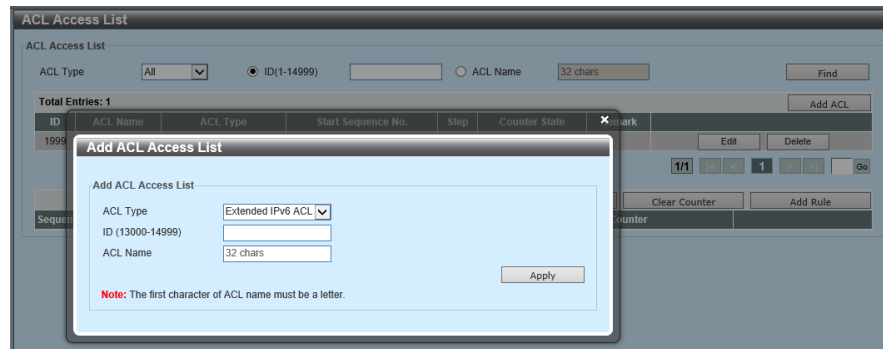 ACL Access List
ACL Access List
ACL Type All ID(1-14999) ACL Name 32 chars Find
Total Entries: 1 Add ACL
ID ACL Name ACL Type Start Sequence No. Step Counter State mark
1999 Edit Delete
1/1 |< < 1 > >| Go
Clear Counter Add Rule
Sequen ounter
Add ACL Access List
Add ACL Access List
ACL Type Extended IPv6 ACL
ID (13000-14999)
ACL Name 32 chars
Apply
Note: The first character of ACL name must be a letter.